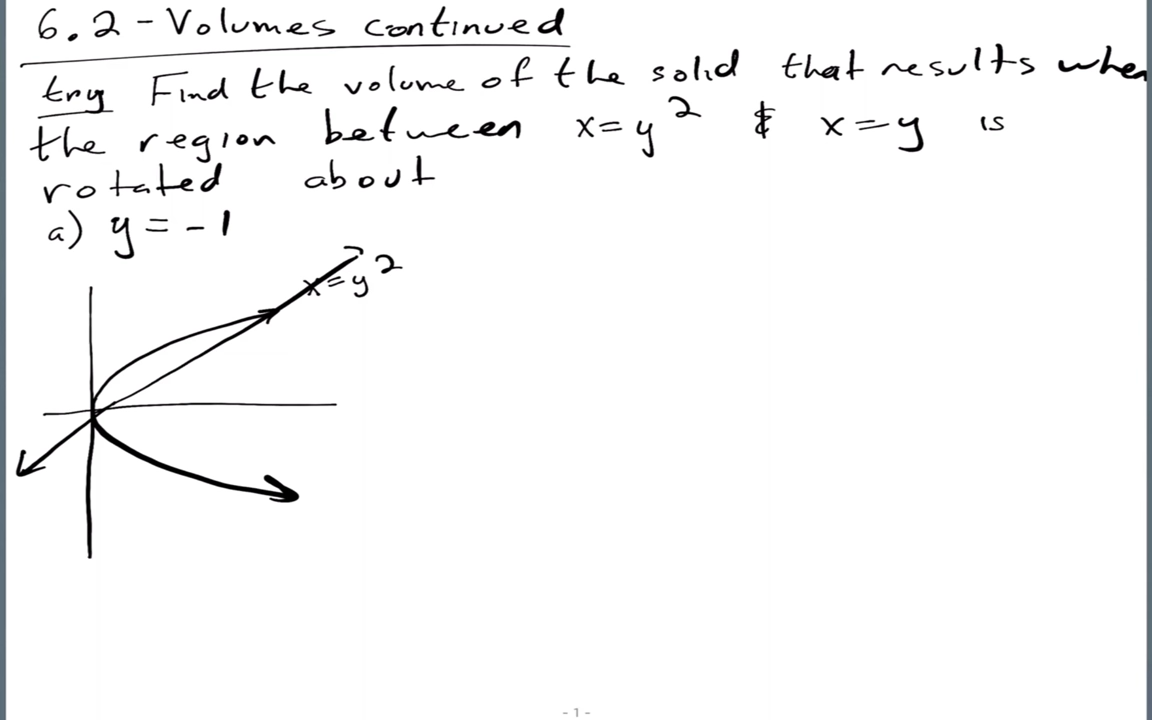 6.2 - Volumes continued
try Find the volume of the solid that results when
the region between x = y² & x = y is
rotated about
a) y = -1
x = y²
- 1 -